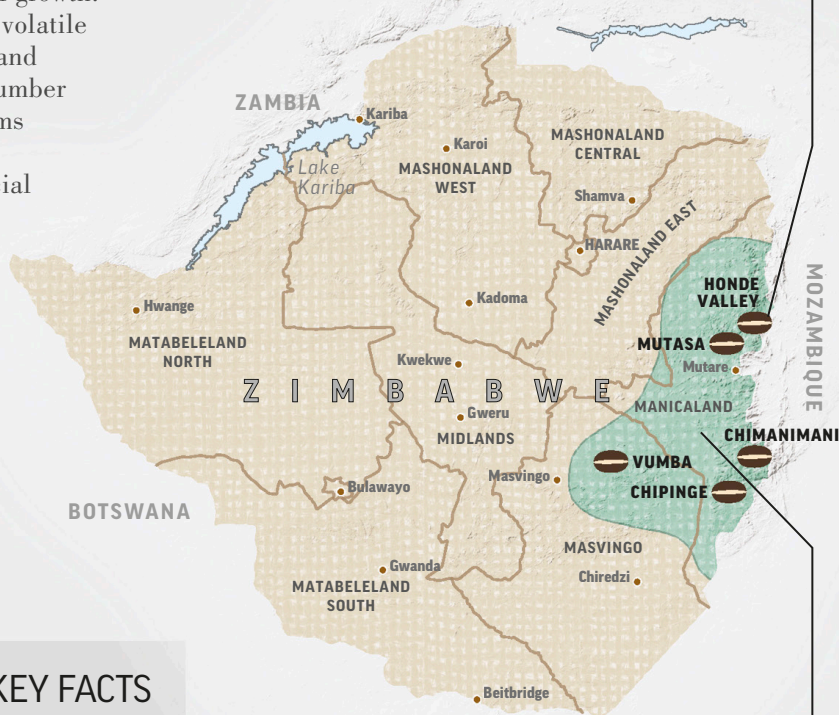 growth.
volatile
and
umber
ms
ial
ZAMBIA
Kariba
Lake
Kariba
Karoi
MASHONALAND
WEST
MASHONALAND
CENTRAL
Shamva
HARARE
MASHONALAND EAST
HONDE
VALLEY
MOZAMBIQUE
Hwange
Kadoma
MATABELELAND
NORTH
MUTASA
Kwekwe
Mutare
ZIMBABWE
MANICALAND
Gweru
MIDLANDS
CHIMANIMANI
VUMBA
Masvingo
Bulawayo
CHIPINGE
BOTSWANA
MASVINGO
Gwanda
Chiredzi
MATABELELAND
SOUTH
KEY FACTS
Beitbridge